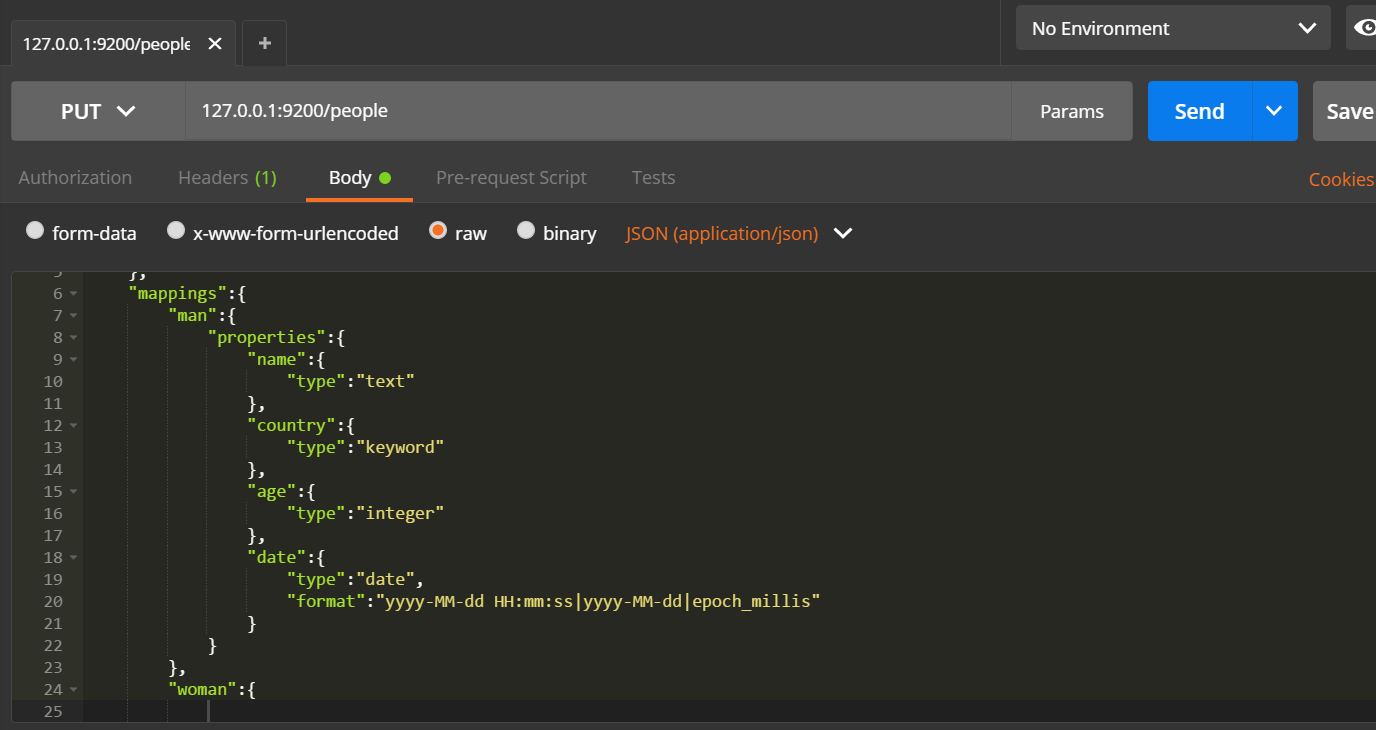 127.0.0.1:9200/people
No Environment
PUT 127.0.0.1:9200/people Params Send Save
Authorization Headers (1) Body Pre-request Script Tests Cookies
form-data x-www-form-urlencoded raw binary JSON (application/json)
5 },
6 "mappings":{
7 "man":{
8 "properties":{
9 "name":{
10 "type":"text"
11 },
12 "country":{
13 "type":"keyword"
14 },
15 "age":{
16 "type":"integer"
17 },
18 "date":{
19 "type":"date",
20 "format":"yyyy-MM-dd HH:mm:ss|yyyy-MM-dd|epoch_millis"
21 }
22 }
23 },
24 "woman":{
25